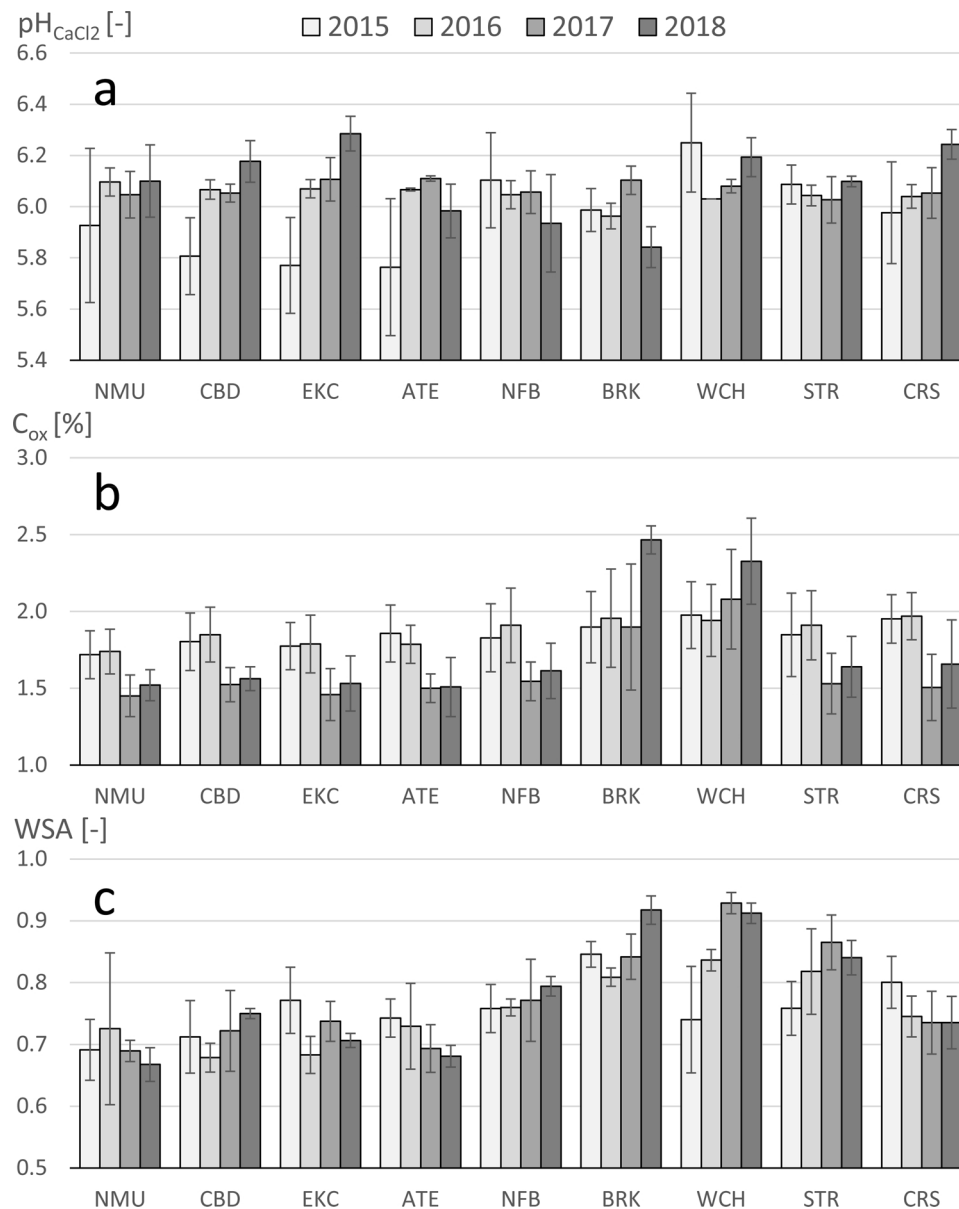 pH_CaCl2 [-] 2015 2016 2017 2018
6.6
a
6.4
6.2
6.0
5.8
5.6
5.4
NMU CBD EKC ATE NFB BRK WCH STR CRS
C_ox [%]
3.0
b
2.5
2.0
1.5
1.0
NMU CBD EKC ATE NFB BRK WCH STR CRS
WSA [-]
1.0
c
0.9
0.8
0.7
0.6
0.5
NMU CBD EKC ATE NFB BRK WCH STR CRS